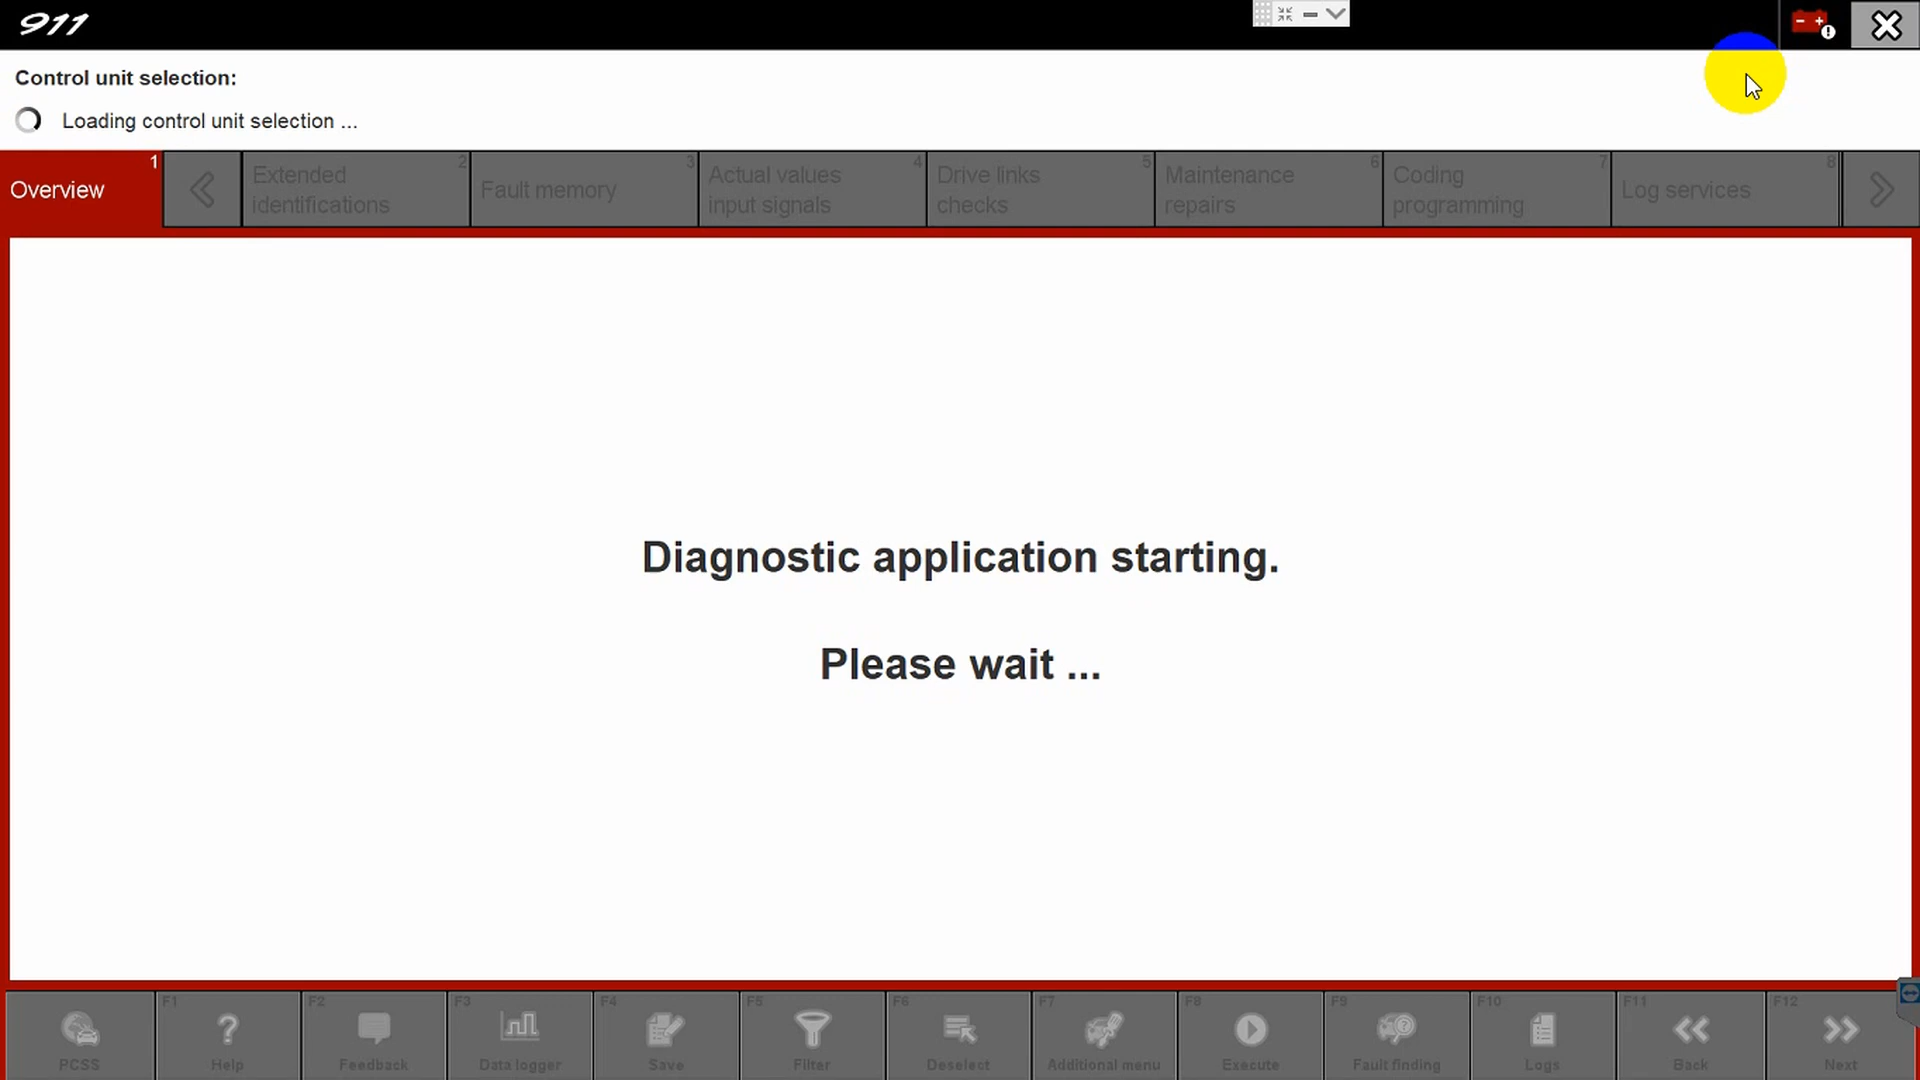 911
Control unit selection:
Loading control unit selection ...
Overview
1
Extended
identifications
2
Fault memory
3
Actual values
input signals
4
Drive links
checks
5
Maintenance
repairs
6
Coding
programming
7
Log services
8
Diagnostic application starting.
Please wait ...
PCSS
F1
Help
F2
Feedback
F3
Data logger
F4
Save
F5
Filter
F6
Deselect
F7
Additional menu
F8
Execute
F9
Fault finding
F10
Logs
F11
Back
F12
Next